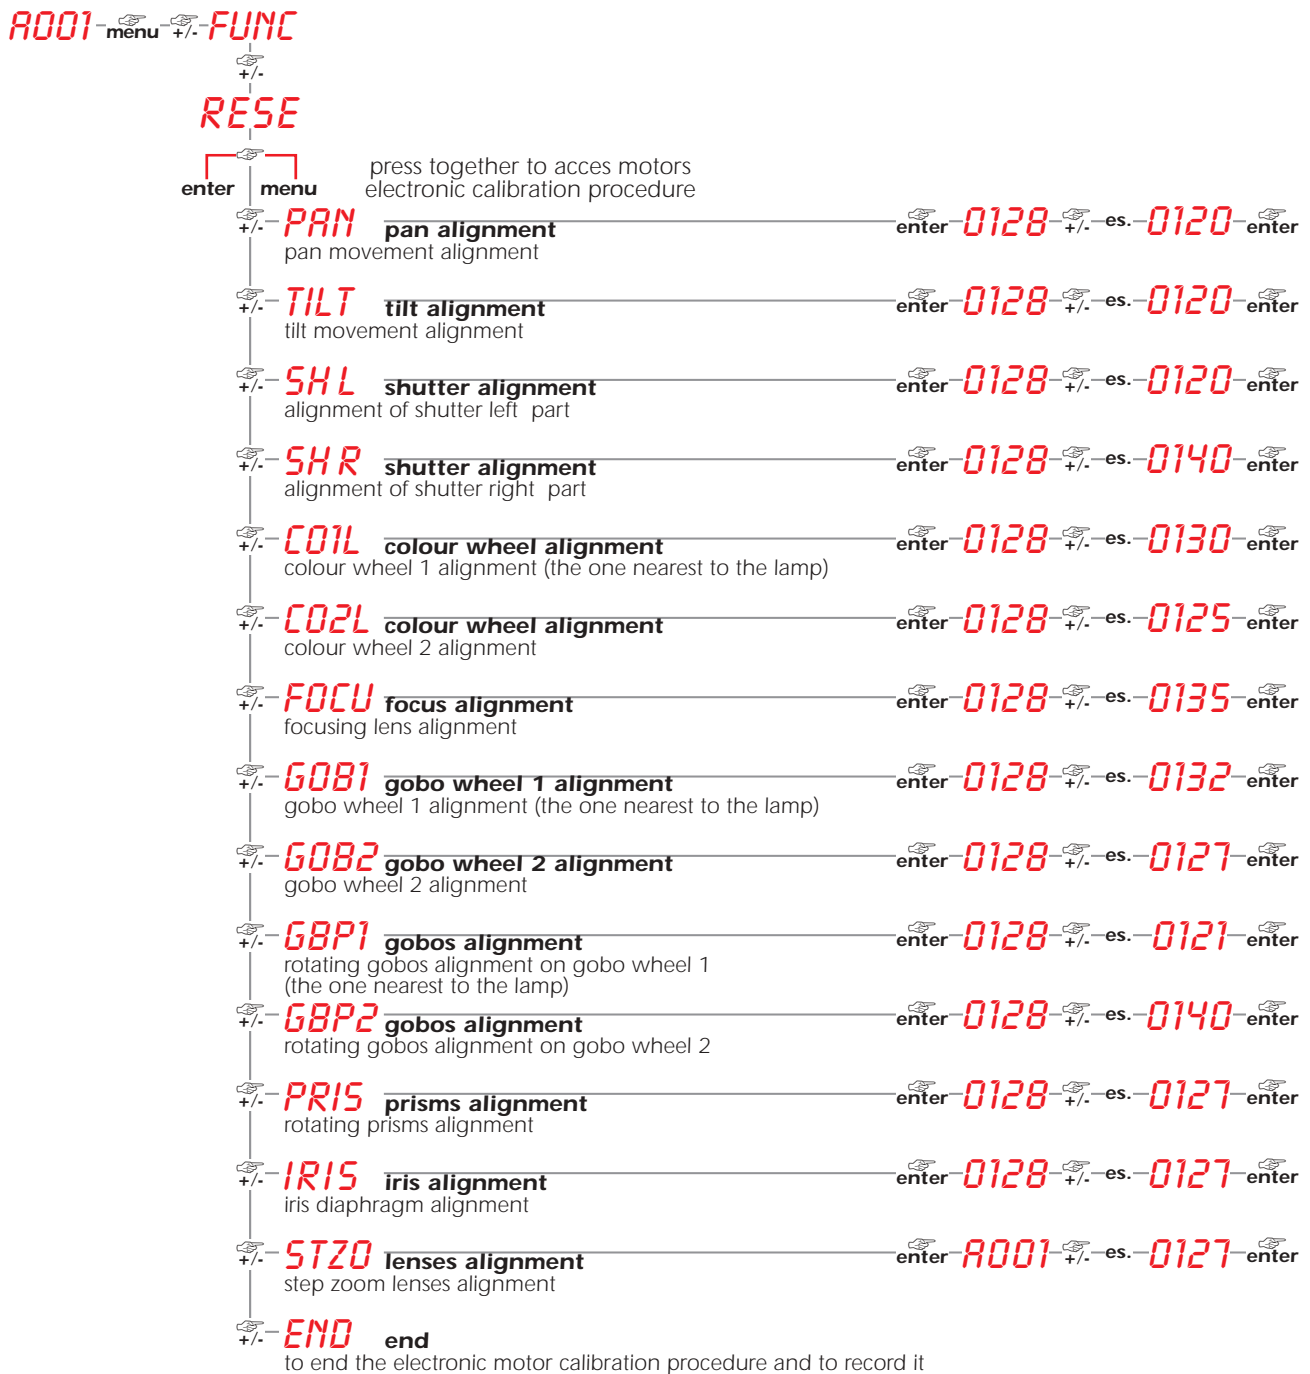 A001 menu +/- FUNC
+/-
RESE
enter menu
press together to acces motors
electronic calibration procedure
+/- PAN pan alignment enter 0128 +/- es. 0120 enter
pan movement alignment
+/- TILT tilt alignment enter 0128 +/- es. 0120 enter
tilt movement alignment
+/- SH L shutter alignment enter 0128 +/- es. 0120 enter
alignment of shutter left part
+/- SH R shutter alignment enter 0128 +/- es. 0140 enter
alignment of shutter right part
+/- CO1L colour wheel alignment enter 0128 +/- es. 0130 enter
colour wheel 1 alignment (the one nearest to the lamp)
+/- CO2L colour wheel alignment enter 0128 +/- es. 0125 enter
colour wheel 2 alignment
+/- FOCU focus alignment enter 0128 +/- es. 0135 enter
focusing lens alignment
+/- GOB1 gobo wheel 1 alignment enter 0128 +/- es. 0132 enter
gobo wheel 1 alignment (the one nearest to the lamp)
+/- GOB2 gobo wheel 2 alignment enter 0128 +/- es. 0127 enter
gobo wheel 2 alignment
+/- GBP1 gobos alignment enter 0128 +/- es. 0121 enter
rotating gobos alignment on gobo wheel 1
(the one nearest to the lamp)
+/- GBP2 gobos alignment enter 0128 +/- es. 0140 enter
rotating gobos alignment on gobo wheel 2
+/- PRIS prisms alignment enter 0128 +/- es. 0127 enter
rotating prisms alignment
+/- IRIS iris alignment enter 0128 +/- es. 0127 enter
iris diaphragm alignment
+/- STZO lenses alignment enter A001 +/- es. 0127 enter
step zoom lenses alignment
+/- END end
to end the electronic motor calibration procedure and to record it